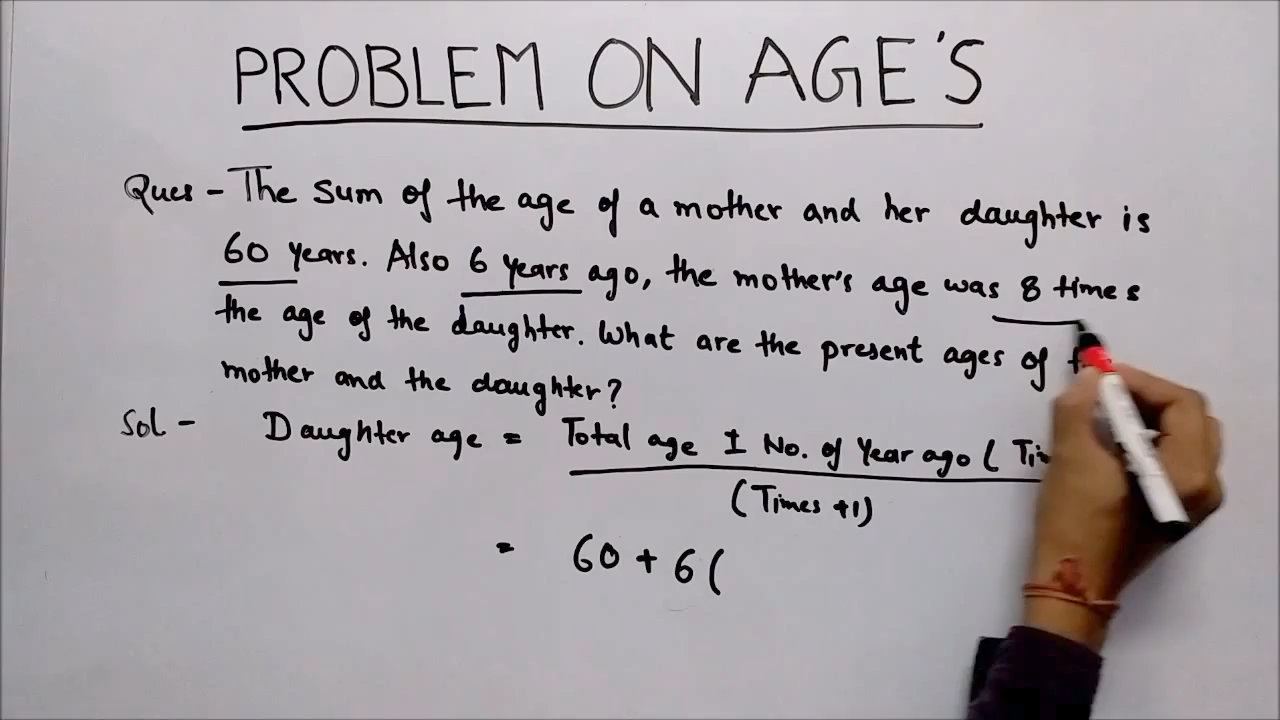 PROBLEM ON AGE'S
Ques - The sum of the age of a mother and her daughter is
60 years. Also 6 years ago, the mother's age was 8 times
the age of the daughter. What are the present ages of
mother and the daughter?
Sol - Daughter age = Total age ± No. of Year ago (
(Times +1)
= 60 + 6 (